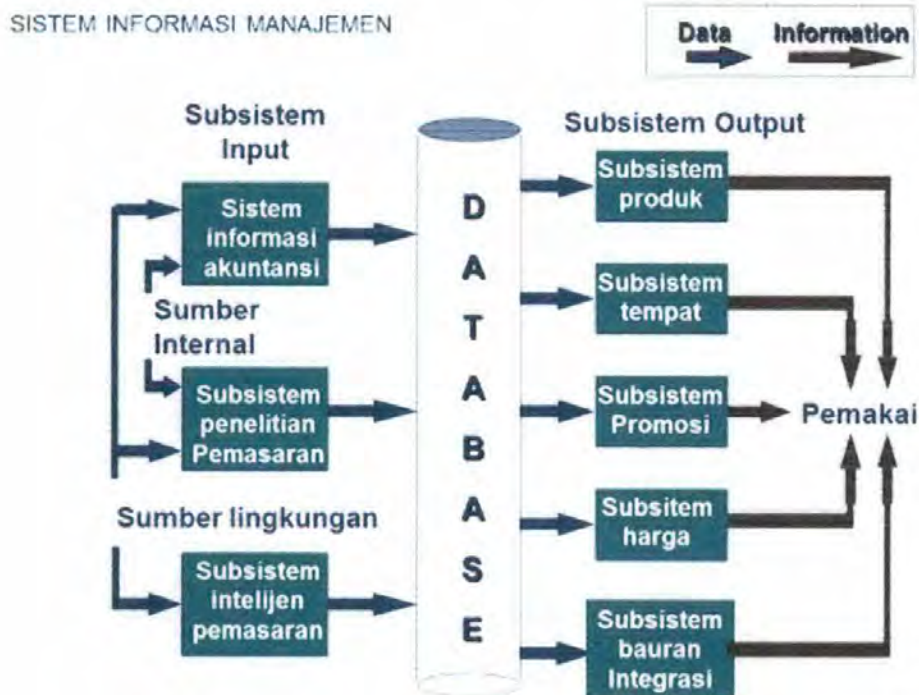 SISTEM INFORMASI MANAJEMEN
Data Information
Subsistem
Input
Subsistem Output
Sistem
informasi
akuntansi
Sumber
Internal
Subsistem
penelitian
Pemasaran
Sumber lingkungan
Subsistem
intelijen
pemasaran
D
A
T
A
B
A
S
E
Subsistem
produk
Subsistem
tempat
Subsistem
Promosi
Subsitem
harga
Subsistem
bauran
Integrasi
Pemakai